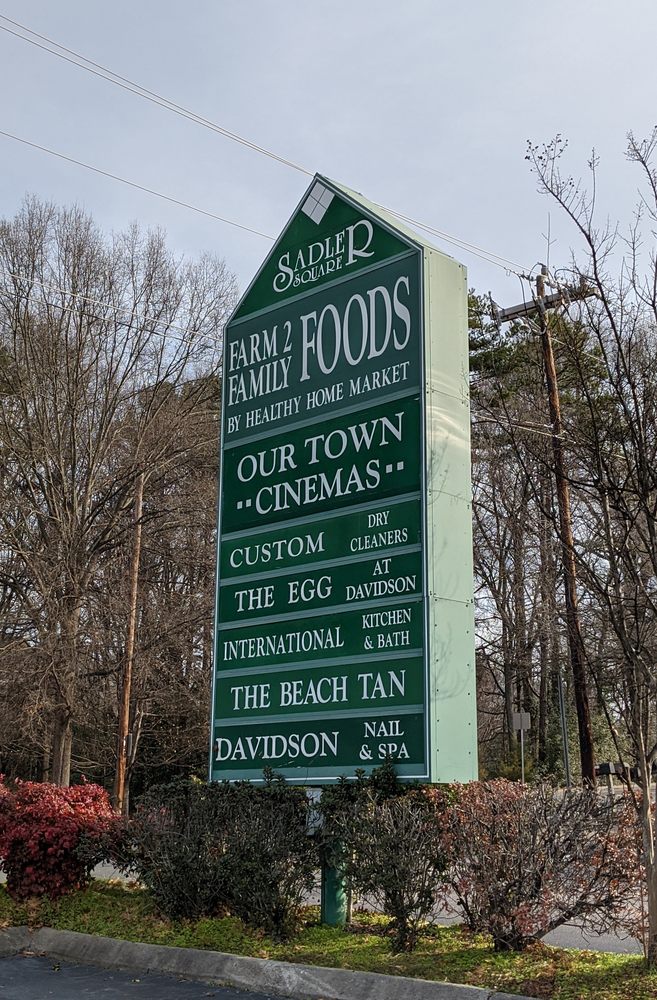 SADLER
SQUARE
FARM 2
FAMILY FOODS
BY HEALTHY HOME MARKET
OUR TOWN
··CINEMAS··
CUSTOM DRY
CLEANERS
THE EGG AT
DAVIDSON
INTERNATIONAL KITCHEN
& BATH
THE BEACH TAN
DAVIDSON NAIL
& SPA